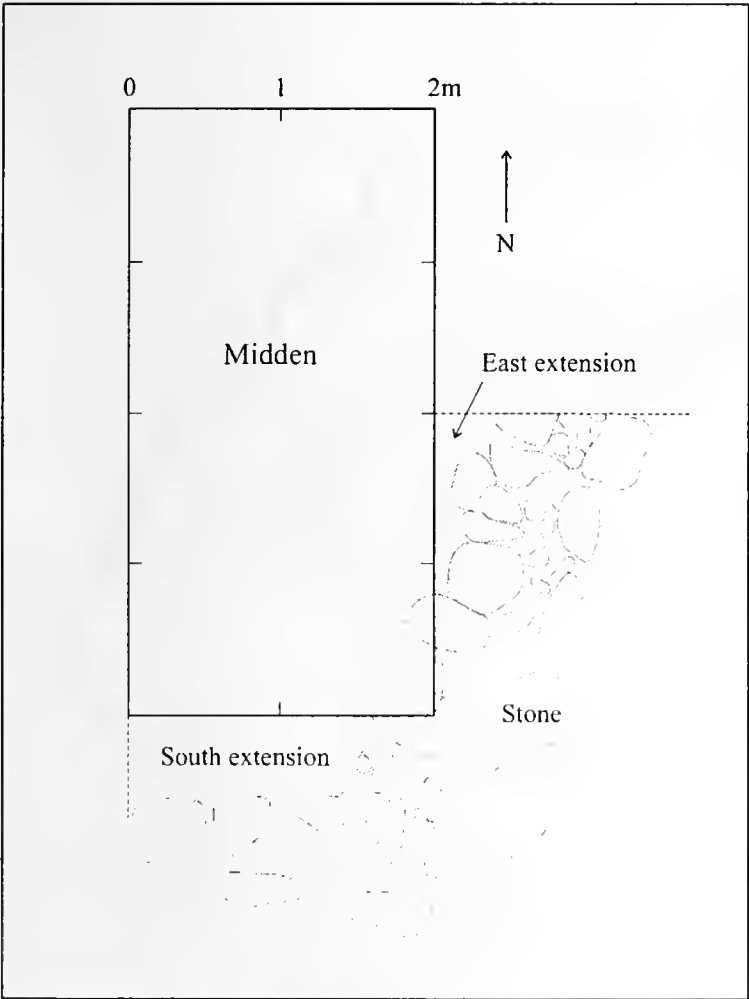 0 1 2m
N
Midden
East extension
Stone
South extension